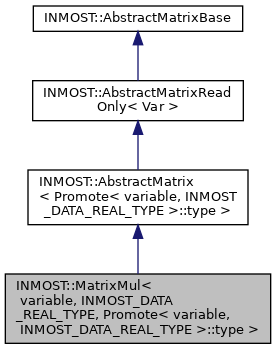 INMOST::AbstractMatrixBase
INMOST::AbstractMatrixRead
Only< Var >
INMOST::AbstractMatrix
< Promote< variable, INMOST
_DATA_REAL_TYPE >::type >
INMOST::MatrixMul<
variable, INMOST_DATA
_REAL_TYPE, Promote< variable,
INMOST_DATA_REAL_TYPE >::type >